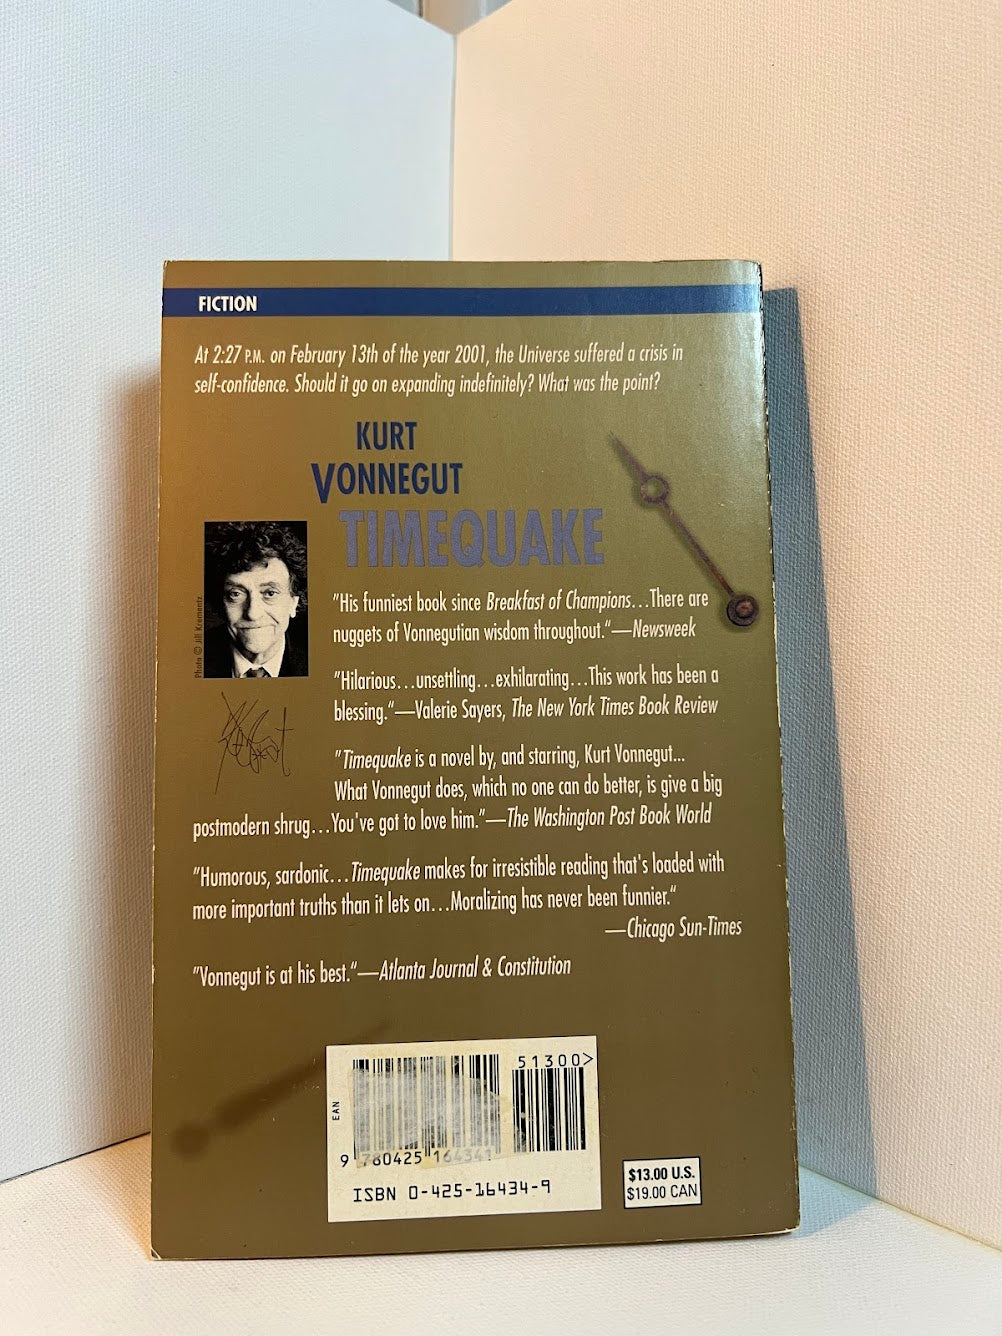 FICTION
At 2:27 P.M. on February 13th of the year 2001, the Universe suffered a crisis in
self-confidence. Should it go on expanding indefinitely? What was the point?
KURT
VONNEGUT
TIMEQUAKE
Photo © Jill Krementz
"His funniest book since Breakfast of Champions...There are
nuggets of Vonnegutian wisdom throughout."—Newsweek
"Hilarious...unsettling...exhilarating...This work has been a
blessing."—Valerie Sayers, The New York Times Book Review
"Timequake is a novel by, and starring, Kurt Vonnegut...
What Vonnegut does, which no one can do better, is give a big
postmodern shrug...You've got to love him."—The Washington Post Book World
"Humorous, sardonic...Timequake makes for irresistible reading that's loaded with
more important truths than it lets on...Moralizing has never been funnier."
—Chicago Sun-Times
"Vonnegut is at his best."—Atlanta Journal & Constitution
51300>
EAN
9 780425 164341
ISBN 0-425-16434-9
$13.00 U.S.
$19.00 CAN